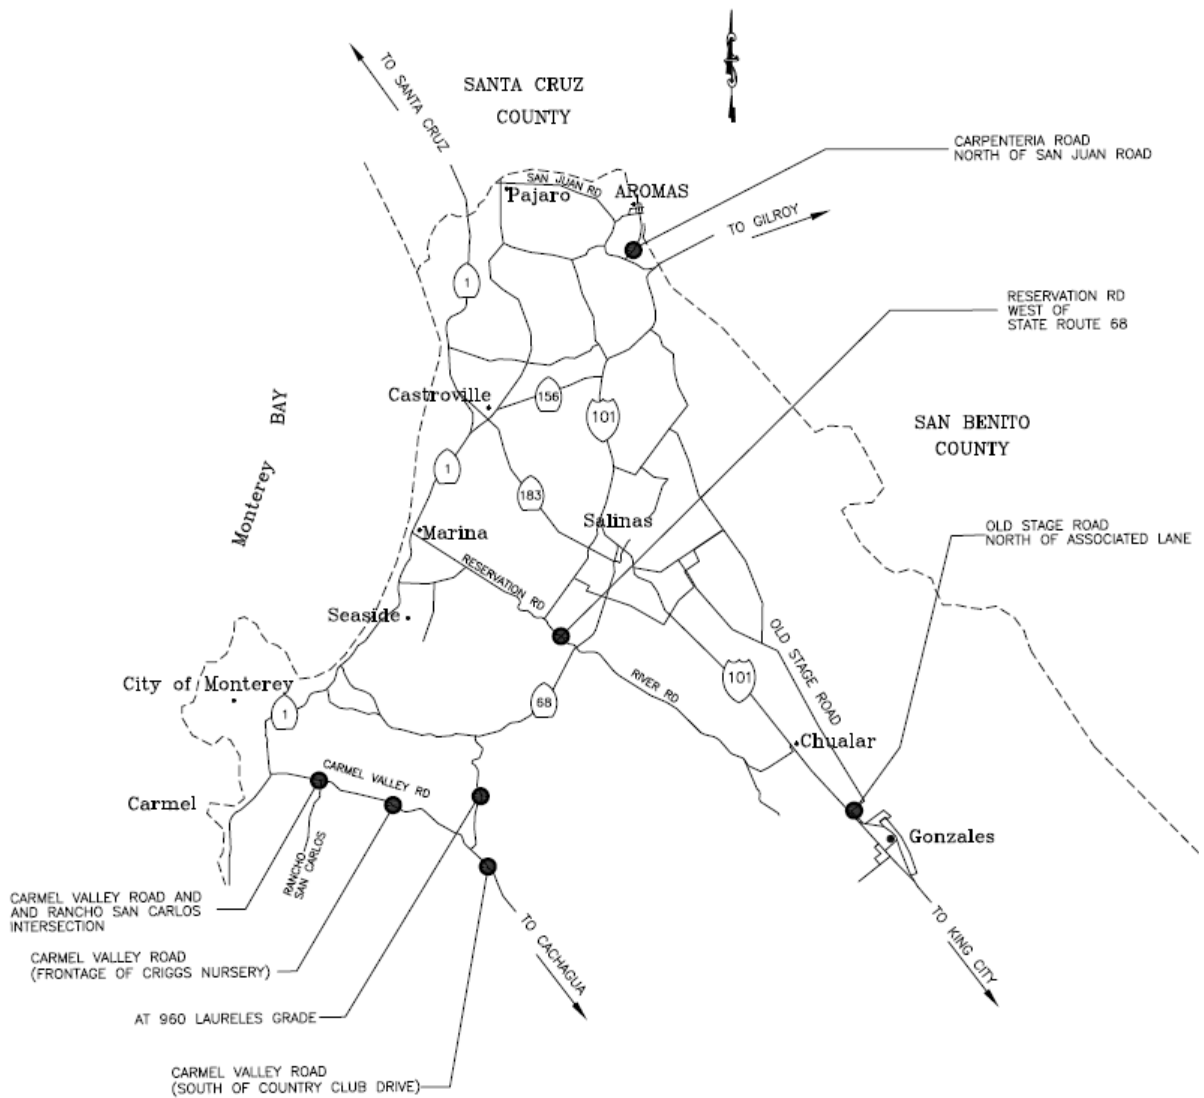 TO SANTA CRUZ
SANTA CRUZ
COUNTY
CARPENTERIA ROAD
NORTH OF SAN JUAN ROAD
SAN JUAN RD
Pajaro
AROMAS
TO GILROY
1
RESERVATION RD
WEST OF
STATE ROUTE 68
Castroville
156
101
Monterey BAY
SAN BENITO
COUNTY
1
183
Salinas
Marina
OLD STAGE ROAD
NORTH OF ASSOCIATED LANE
RESERVATION RD
Seaside
OLD STAGE ROAD
City of Monterey
RIVER RD
101
68
1
Chualar
CARMEL VALLEY RD
Carmel
Gonzales
RANCHO
SAN CARLOS
CARMEL VALLEY ROAD AND
AND RANCHO SAN CARLOS
INTERSECTION
TO CACHAGUA
TO KING CITY
CARMEL VALLEY ROAD
(FRONTAGE OF CRIGGS NURSERY)
AT 960 LAURELES GRADE
CARMEL VALLEY ROAD
(SOUTH OF COUNTRY CLUB DRIVE)